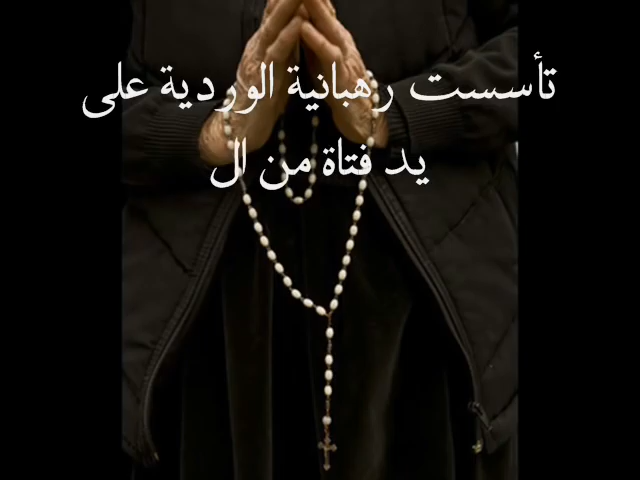 تأسست رهبانية الوردية على
يد فتاة من ال